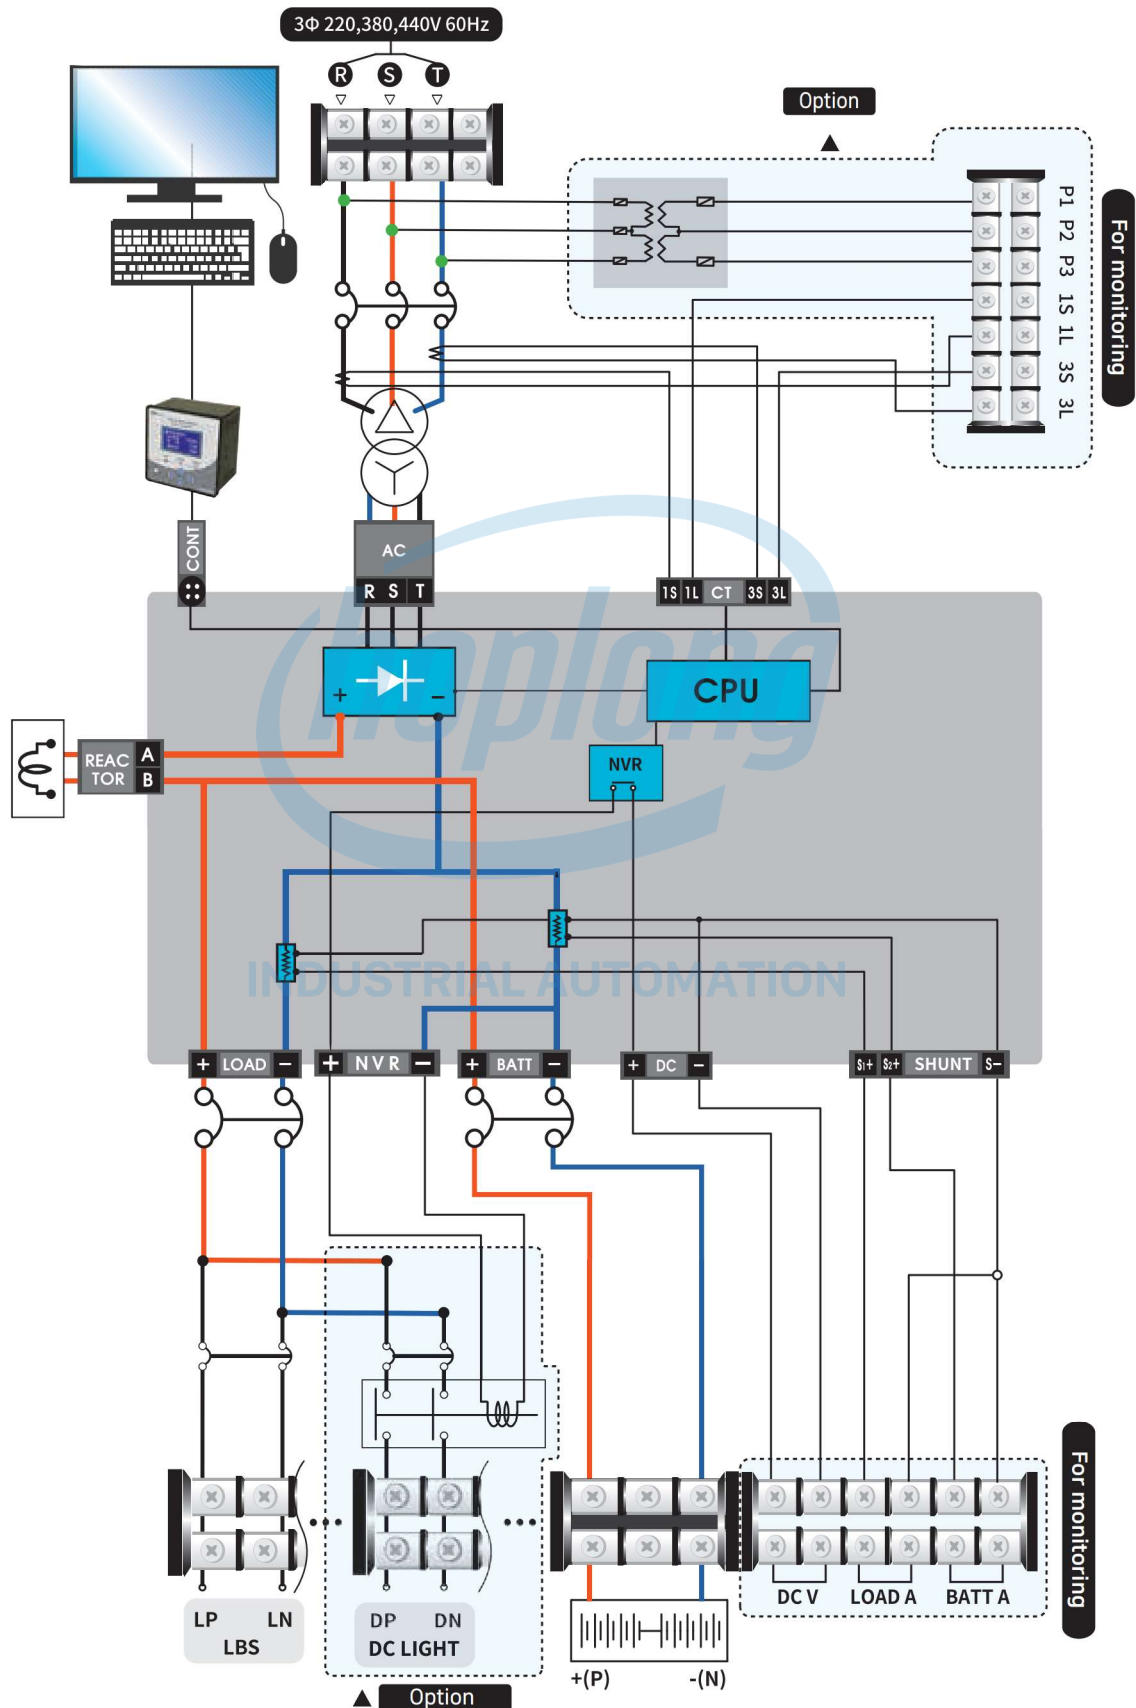 3Φ 220,380,440V 60Hz
R S T
Option
P1
P2
P3
1S
1L
3S
3L
For monitoring
CONT
AC
R S T
1S 1L CT 3S 3L
hoplong
+ −
CPU
REAC
TOR
A
B
NVR
INDUSTRIAL AUTOMATION
+ LOAD −
+ NVR −
+ BATT −
+ DC −
S1+ S2+ SHUNT S−
For monitoring
DC V LOAD A BATT A
LP LN
LBS
DP DN
DC LIGHT
+(P) -(N)
Option